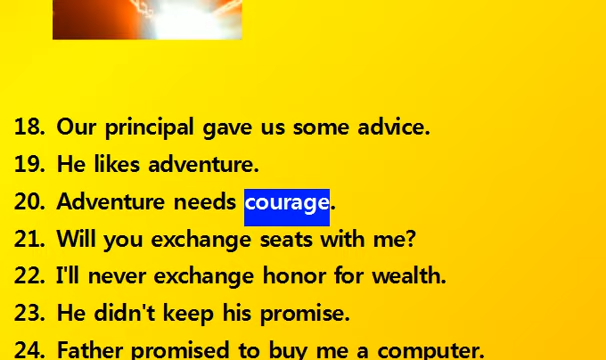 18. Our principal gave us some advice.
19. He likes adventure.
20. Adventure needs courage.
21. Will you exchange seats with me?
22. I'll never exchange honor for wealth.
23. He didn't keep his promise.
24. Father promised to buy me a computer.